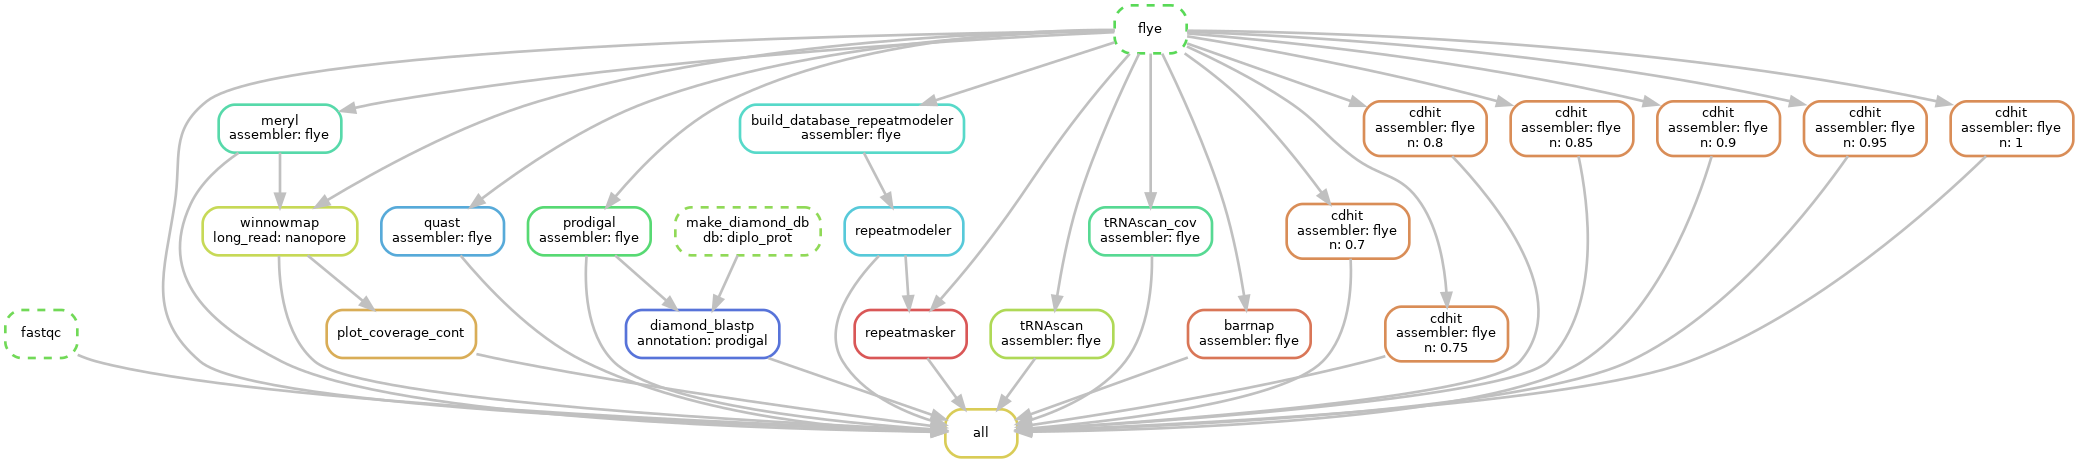 flye
meryl
assembler: flye
build_database_repeatmodeler
assembler: flye
cdhit
assembler: flye
n: 0.8
cdhit
assembler: flye
n: 0.85
cdhit
assembler: flye
n: 0.9
cdhit
assembler: flye
n: 0.95
cdhit
assembler: flye
n: 1
winnowmap
long_read: nanopore
quast
assembler: flye
prodigal
assembler: flye
make_diamond_db
db: diplo_prot
repeatmodeler
tRNAscan_cov
assembler: flye
cdhit
assembler: flye
n: 0.7
fastqc
plot_coverage_cont
diamond_blastp
annotation: prodigal
repeatmasker
tRNAscan
assembler: flye
barrnap
assembler: flye
cdhit
assembler: flye
n: 0.75
all